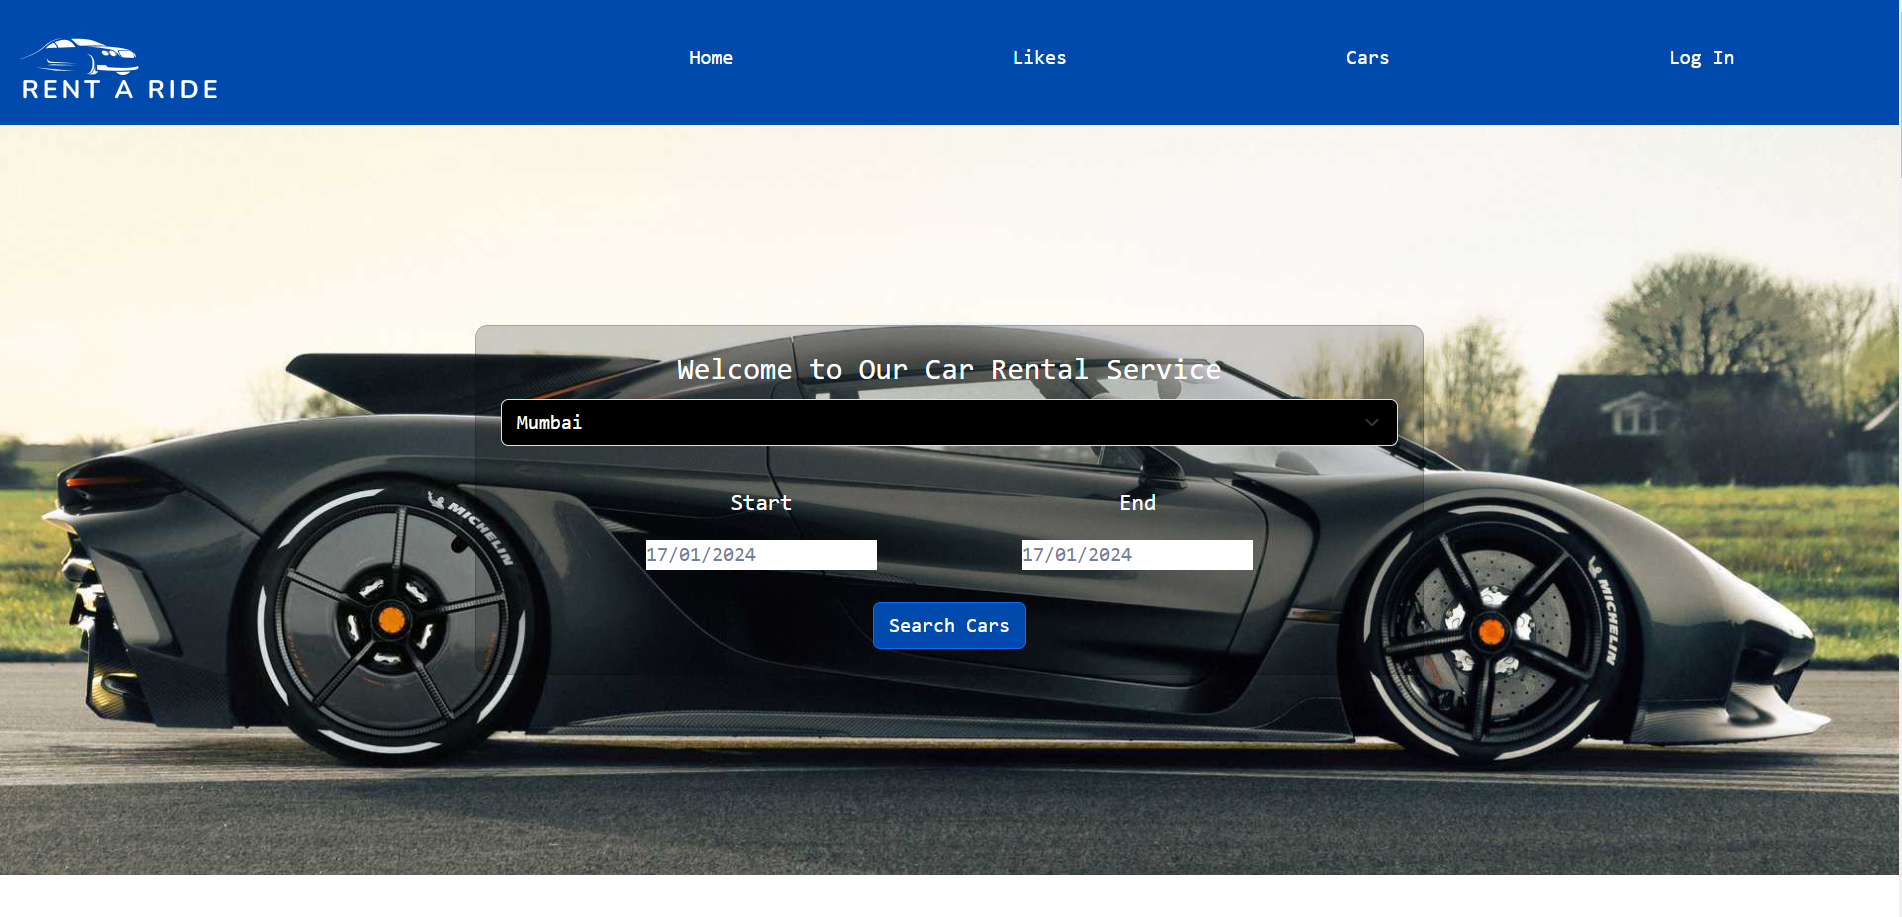 RENT A RIDE
Home Likes Cars Log In
Welcome to Our Car Rental Service
Mumbai
Start End
17/01/2024 17/01/2024
Search Cars
MICHELIN
MICHELIN